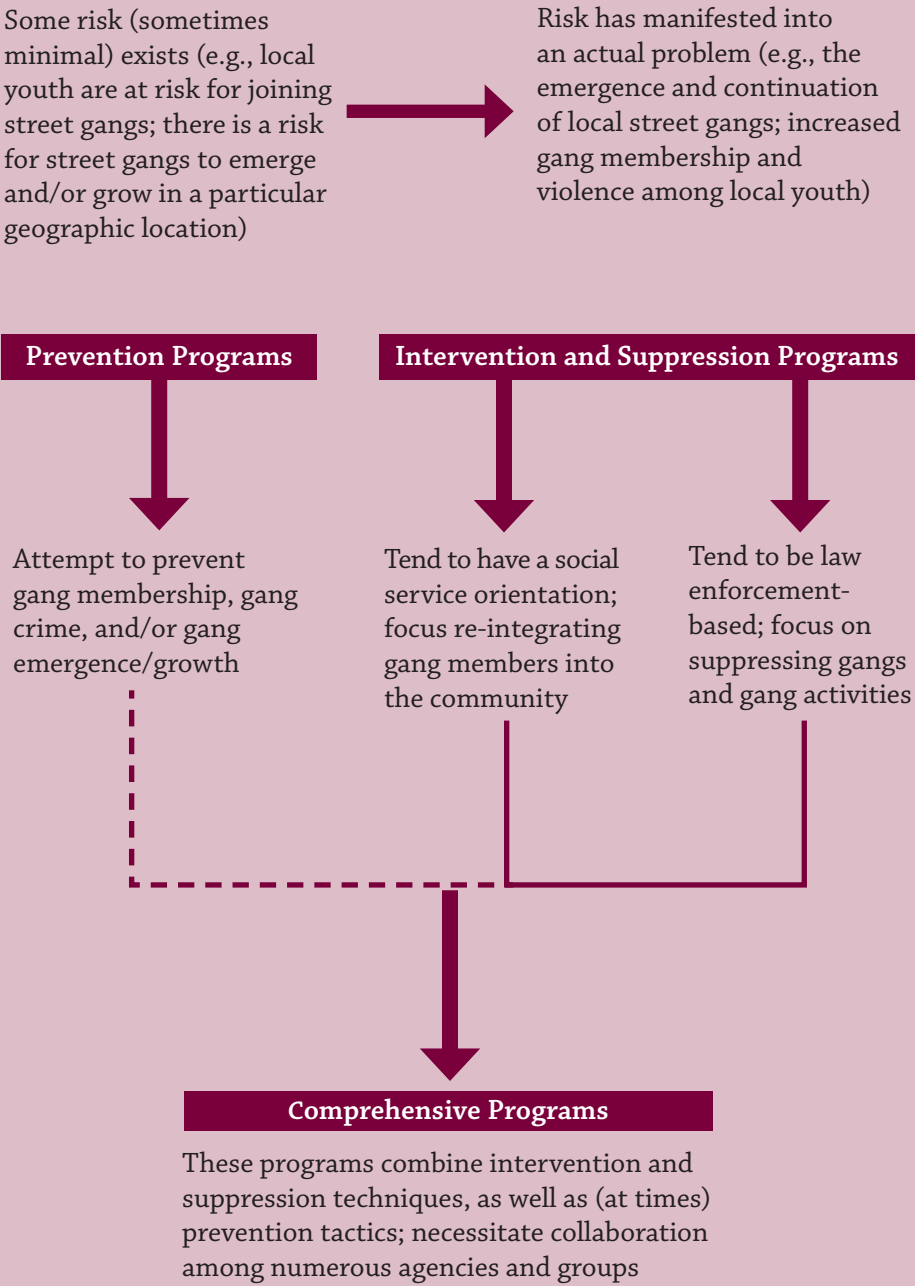 Some risk (sometimes
minimal) exists (e.g., local
youth are at risk for joining
street gangs; there is a risk
for street gangs to emerge
and/or grow in a particular
geographic location)
Risk has manifested into
an actual problem (e.g., the
emergence and continuation
of local street gangs; increased
gang membership and
violence among local youth)
Prevention Programs
Intervention and Suppression Programs
Attempt to prevent
gang membership, gang
crime, and/or gang
emergence/growth
Tend to have a social
service orientation;
focus re-integrating
gang members into
the community
Tend to be law
enforcement-
based; focus on
suppressing gangs
and gang activities
Comprehensive Programs
These programs combine intervention and
suppression techniques, as well as (at times)
prevention tactics; necessitate collaboration
among numerous agencies and groups